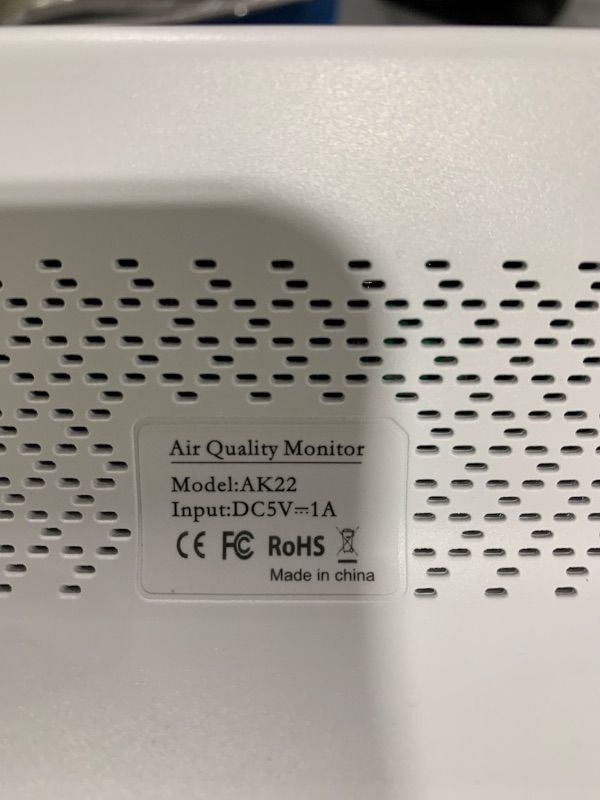 Air Quality Monitor
Model:AK22
Input:DC5V⎓1A
CE FC RoHS
Made in china